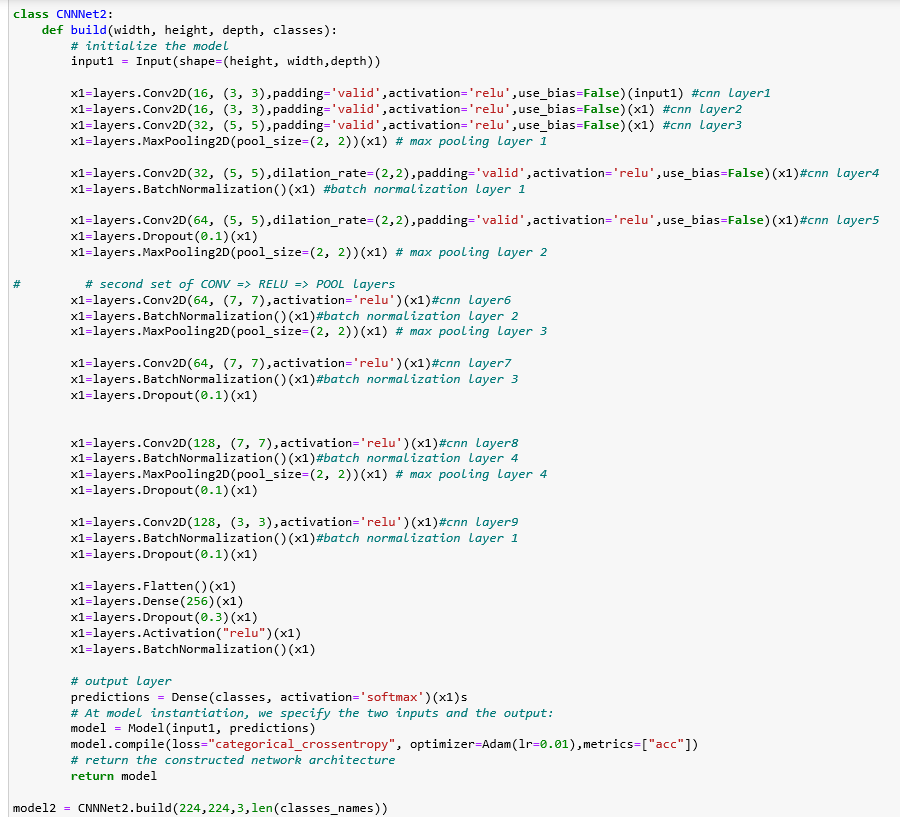 class CNNNet2:
    def build(width, height, depth, classes):
        # initialize the model
        input1 = Input(shape=(height, width,depth))

        x1=layers.Conv2D(16, (3, 3),padding='valid',activation='relu',use_bias=False)(input1) #cnn layer1
        x1=layers.Conv2D(16, (3, 3),padding='valid',activation='relu',use_bias=False)(x1) #cnn layer2
        x1=layers.Conv2D(32, (5, 5),padding='valid',activation='relu',use_bias=False)(x1) #cnn layer3
        x1=layers.MaxPooling2D(pool_size=(2, 2))(x1) # max pooling layer 1

        x1=layers.Conv2D(32, (5, 5),dilation_rate=(2,2),padding='valid',activation='relu',use_bias=False)(x1)#cnn layer4
        x1=layers.BatchNormalization()(x1) #batch normalization layer 1

        x1=layers.Conv2D(64, (5, 5),dilation_rate=(2,2),padding='valid',activation='relu',use_bias=False)(x1)#cnn layer5
        x1=layers.Dropout(0.1)(x1)
        x1=layers.MaxPooling2D(pool_size=(2, 2))(x1) # max pooling layer 2

#         # second set of CONV => RELU => POOL layers
        x1=layers.Conv2D(64, (7, 7),activation='relu')(x1)#cnn layer6
        x1=layers.BatchNormalization()(x1)#batch normalization layer 2
        x1=layers.MaxPooling2D(pool_size=(2, 2))(x1) # max pooling layer 3

        x1=layers.Conv2D(64, (7, 7),activation='relu')(x1)#cnn layer7
        x1=layers.BatchNormalization()(x1)#batch normalization layer 3
        x1=layers.Dropout(0.1)(x1)


        x1=layers.Conv2D(128, (7, 7),activation='relu')(x1)#cnn layer8
        x1=layers.BatchNormalization()(x1)#batch normalization layer 4
        x1=layers.MaxPooling2D(pool_size=(2, 2))(x1) # max pooling layer 4
        x1=layers.Dropout(0.1)(x1)

        x1=layers.Conv2D(128, (3, 3),activation='relu')(x1)#cnn layer9
        x1=layers.BatchNormalization()(x1)#batch normalization layer 1
        x1=layers.Dropout(0.1)(x1)

        x1=layers.Flatten()(x1)
        x1=layers.Dense(256)(x1)
        x1=layers.Dropout(0.3)(x1)
        x1=layers.Activation("relu")(x1)
        x1=layers.BatchNormalization()(x1)

        # output layer
        predictions = Dense(classes, activation='softmax')(x1)s
        # At model instantiation, we specify the two inputs and the output:
        model = Model(input1, predictions)
        model.compile(loss="categorical_crossentropy", optimizer=Adam(lr=0.01),metrics=["acc"])
        # return the constructed network architecture
        return model

model2 = CNNNet2.build(224,224,3,len(classes_names))